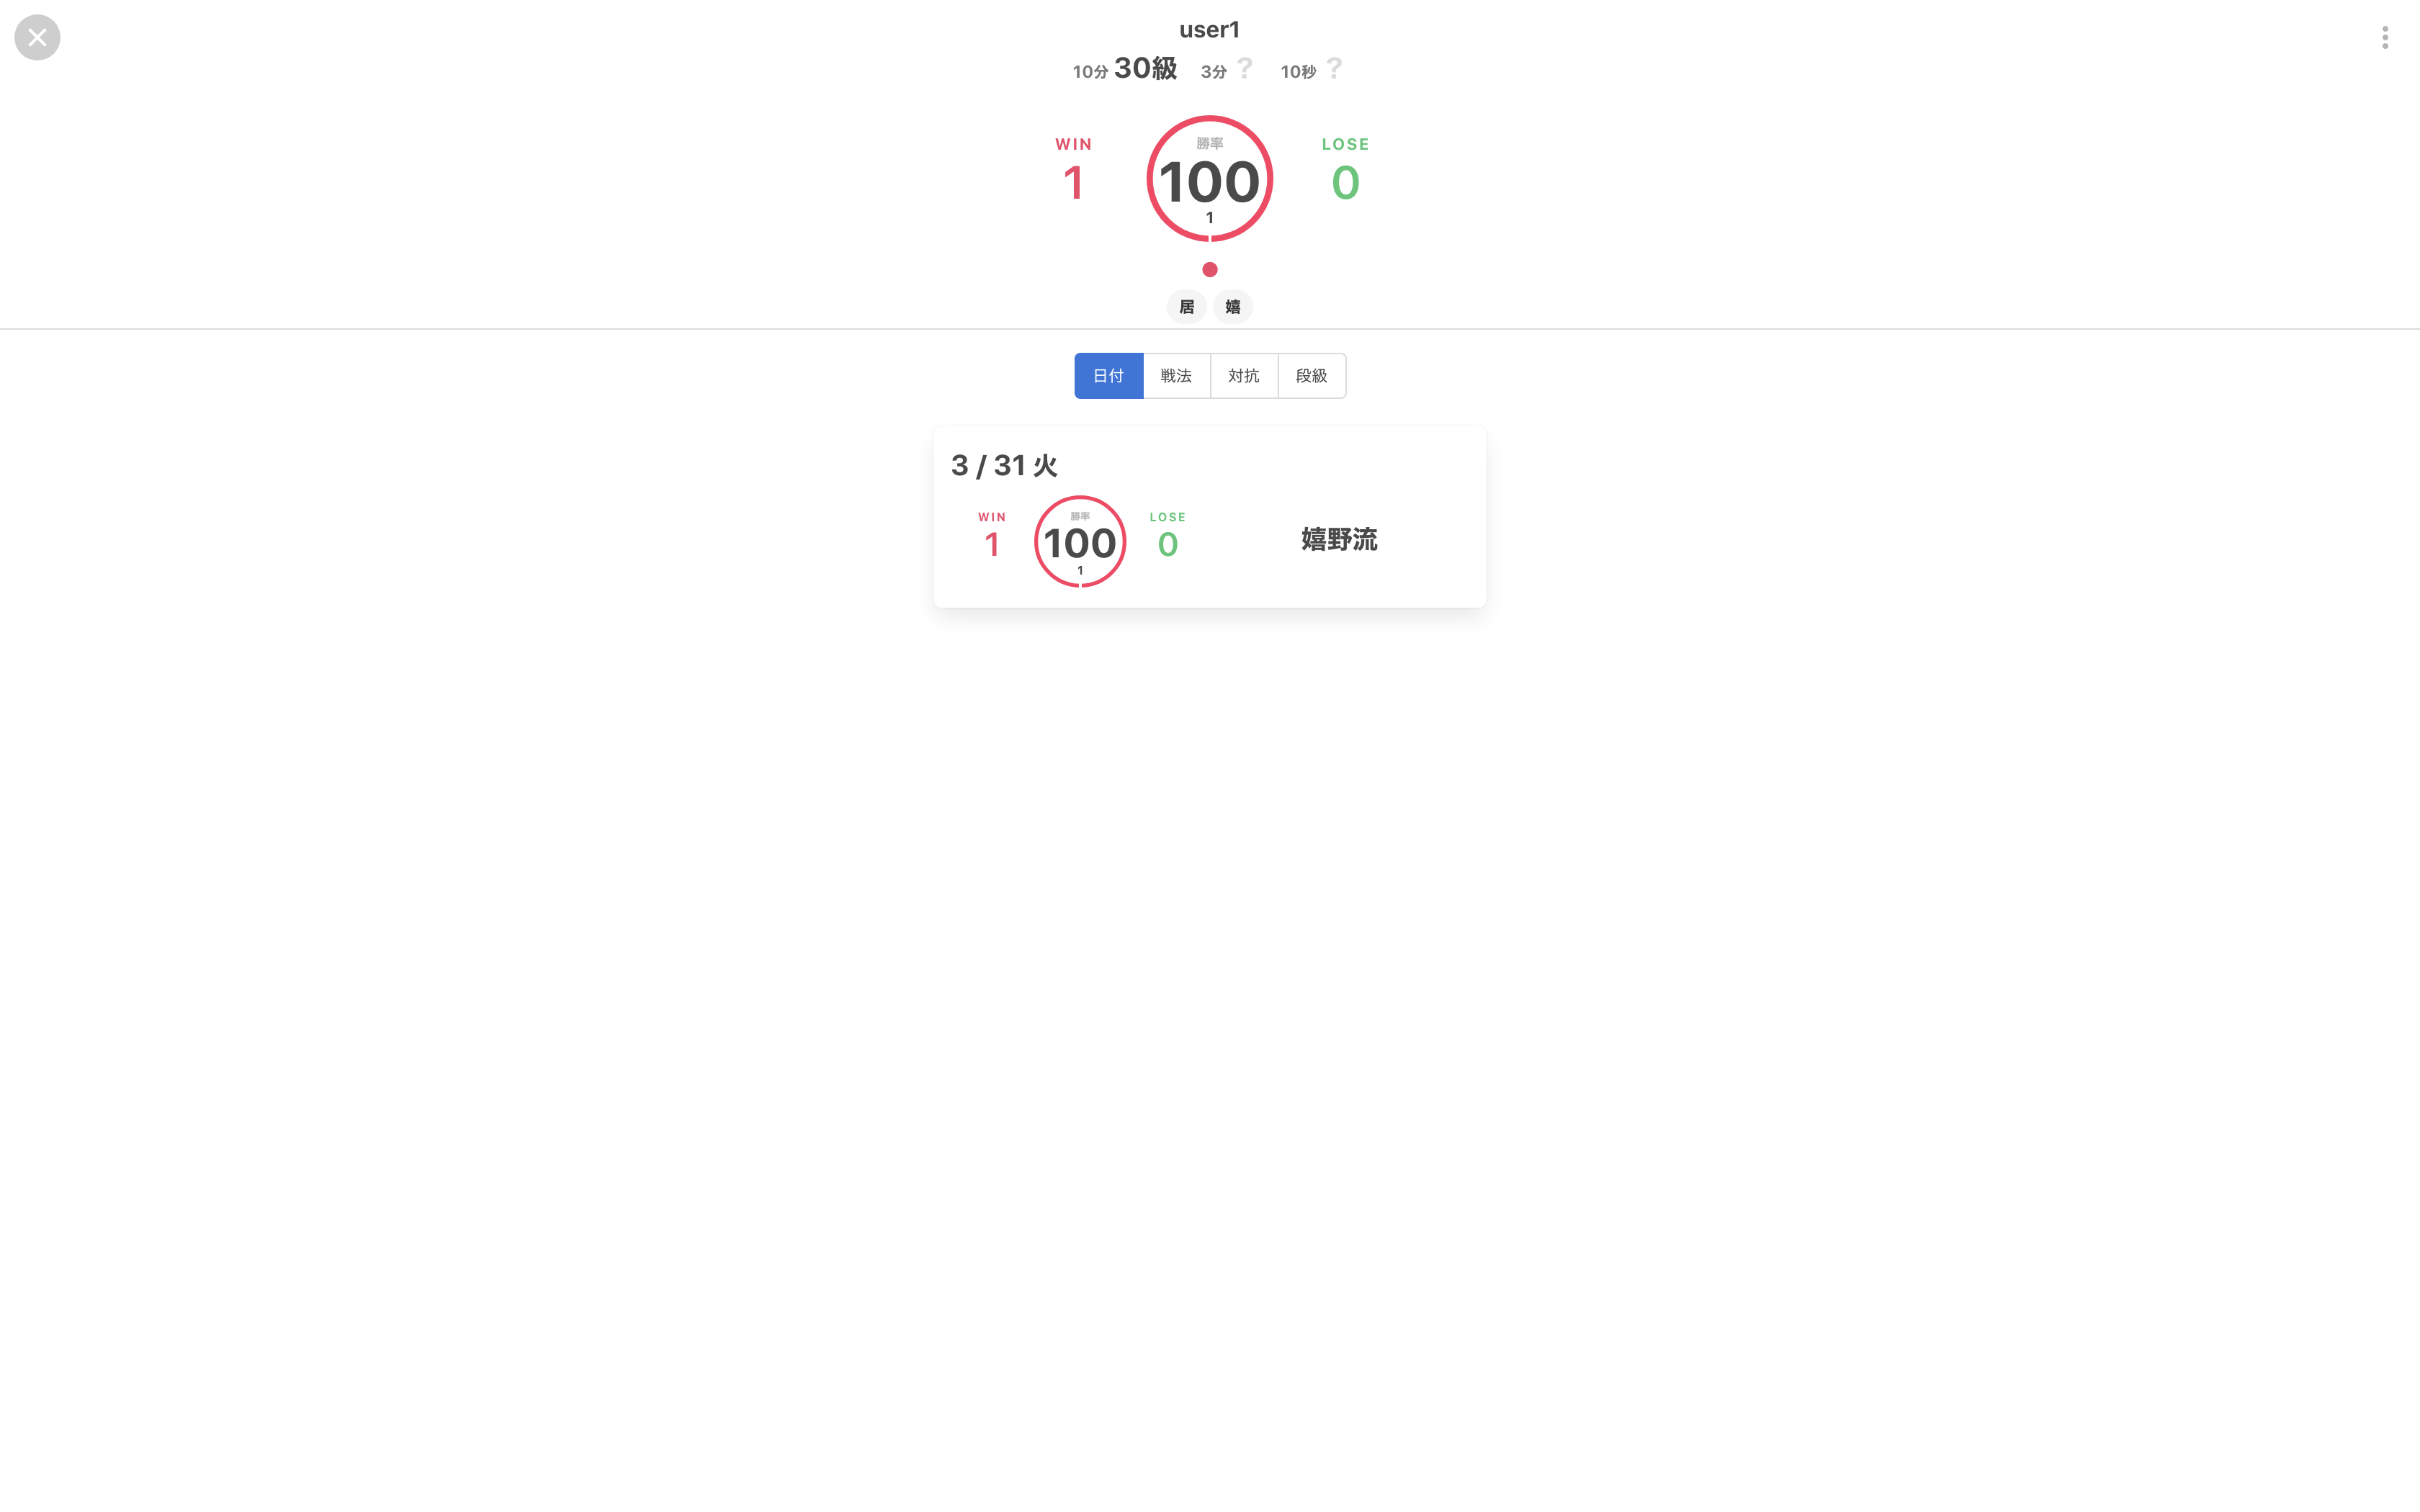 user1
10分 30級 3分 ? 10秒 ?
WIN 勝率 LOSE
1 100 0
1
居 嬉
日付 戦法 対抗 段級
3 / 31 火
WIN 勝率 LOSE
1 100 0 嬉野流
1